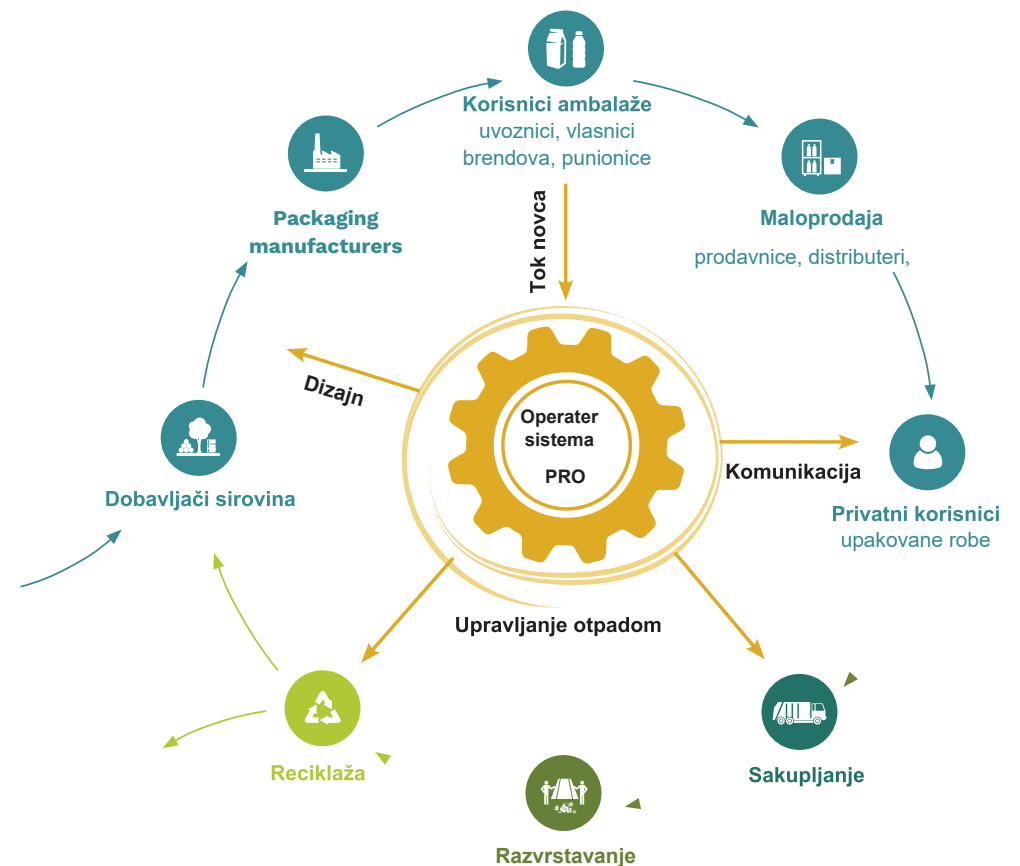 Korisnici ambalaže
uvoznici, vlasnici
brendova, punionice
Packaging
manufacturers
Maloprodaja
prodavnice, distributeri,
Tok novca
Dizajn
Operater
sistema
PRO
Komunikacija
Dobavljači sirovina
Privatni korisnici
upakovane robe
Upravljanje otpadom
Reciklaža
Sakupljanje
Razvrstavanje